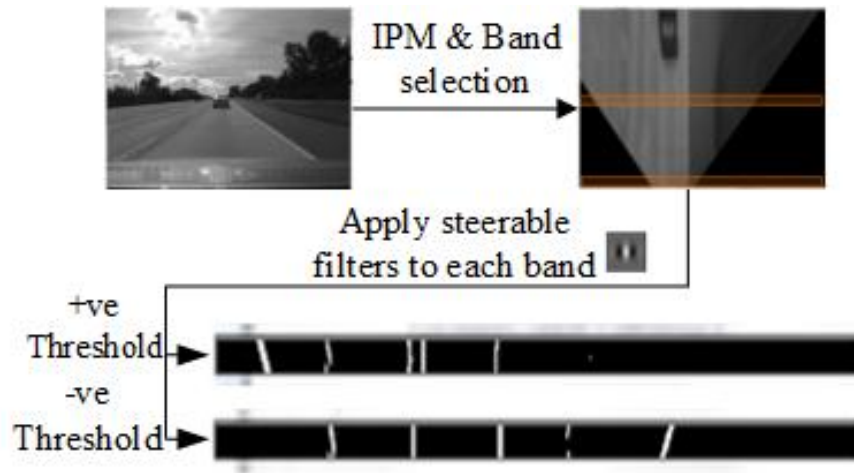 IPM & Band
selection
Apply steerable
filters to each band
+ve
Threshold
-ve
Threshold